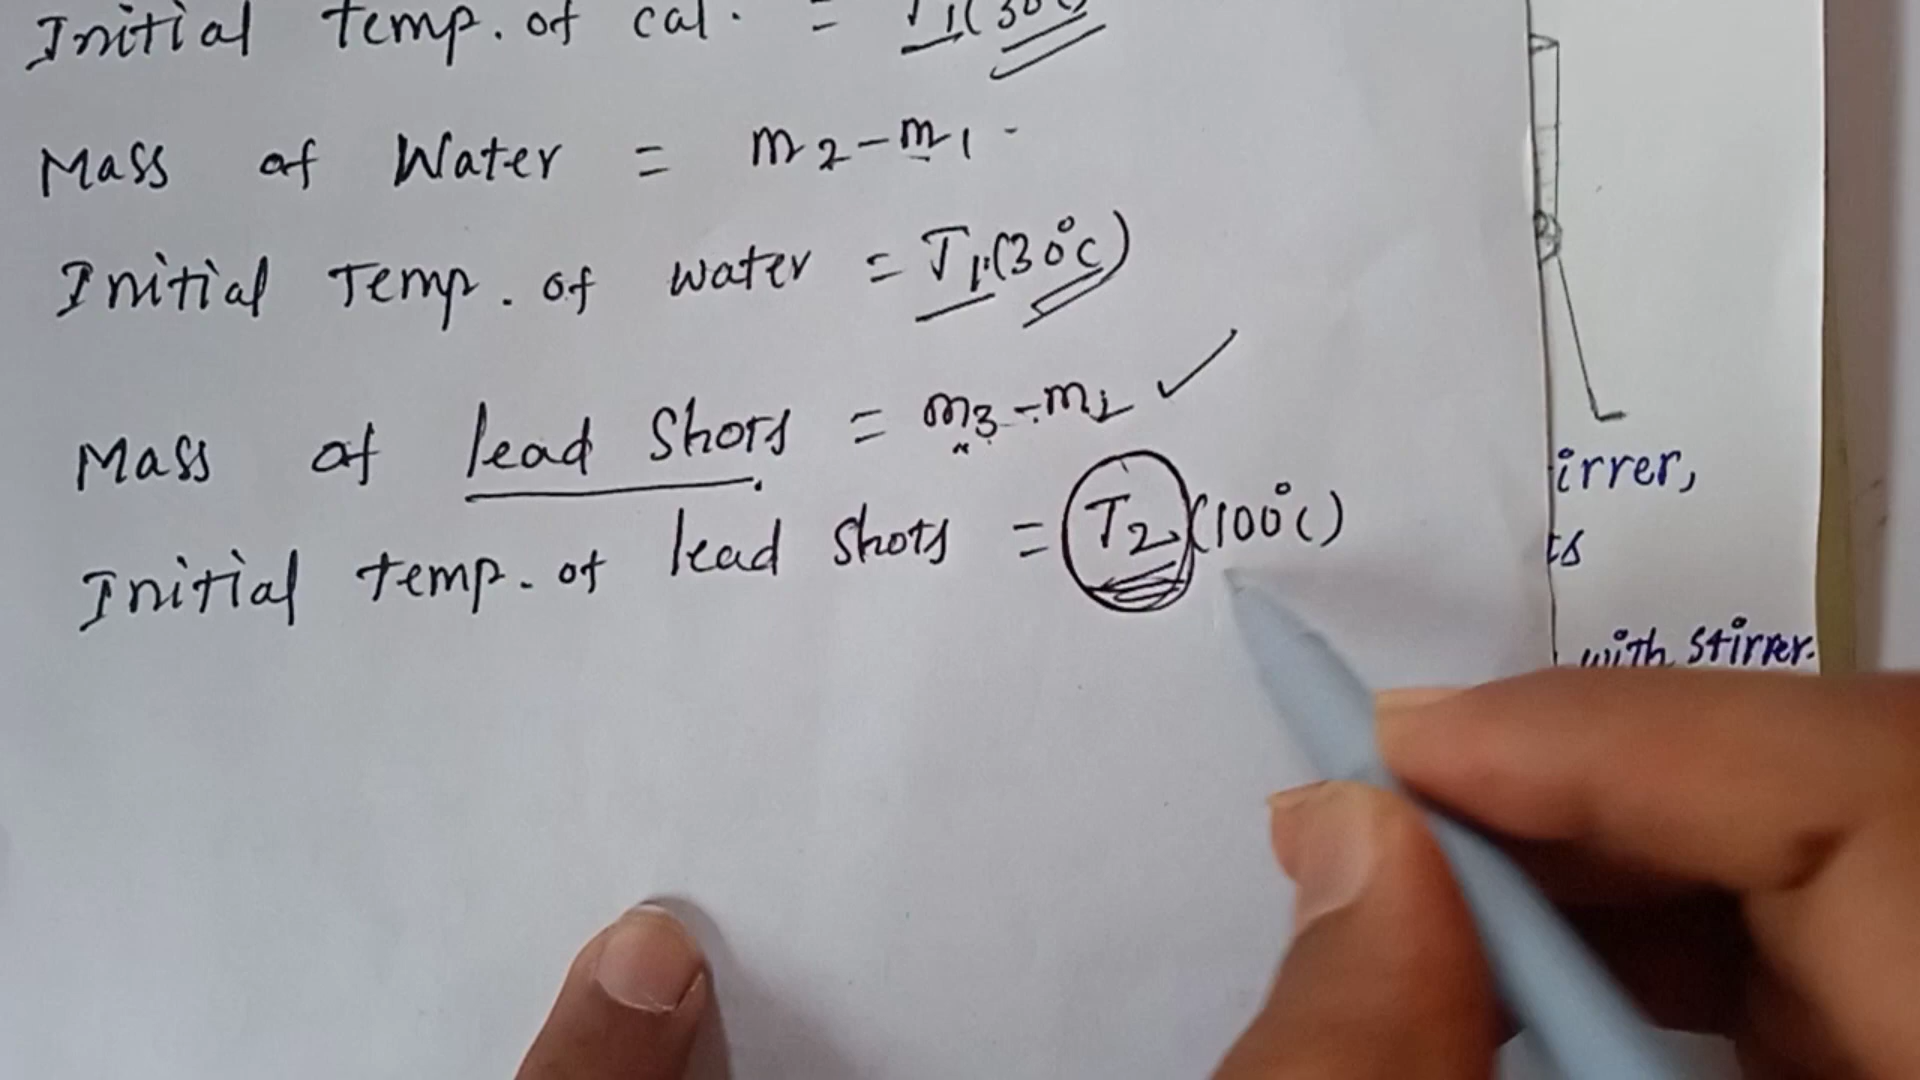 Initial temp. of cal. = T1(30°C)
Mass of Water = m2-m1
Initial Temp. of water = T1(30°C)
Mass of lead Shots = m3-m2
Initial temp. of lead shots = T2(100°C)
irrer,
ts
with stirrer.